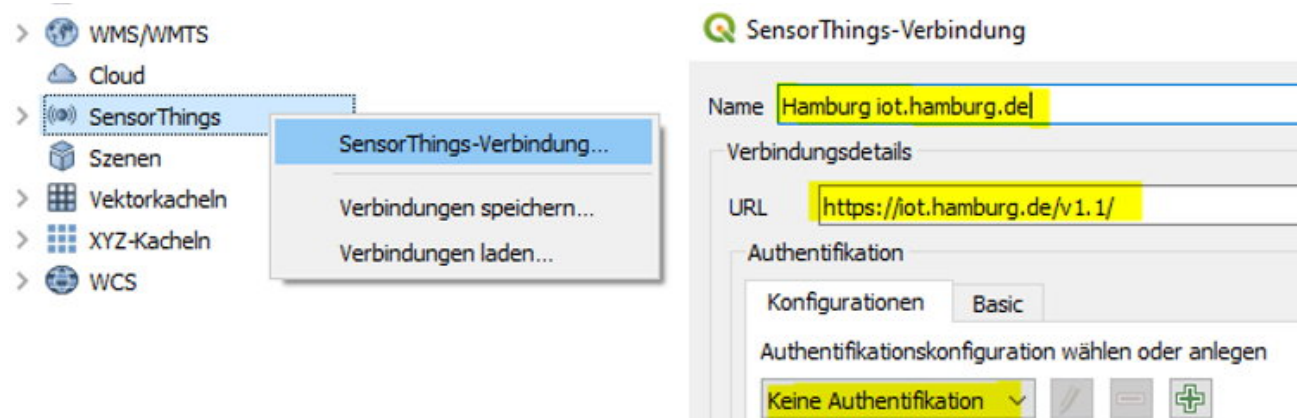 WMS/WMTS
Cloud
SensorThings
Szenen
Vektorkacheln
XYZ-Kacheln
WCS
SensorThings-Verbindung...
Verbindungen speichern...
Verbindungen laden...
SensorThings-Verbindung
Name Hamburg iot.hamburg.de
Verbindungsdetails
URL https://iot.hamburg.de/v1.1/
Authentifikation
Konfigurationen Basic
Authentifikationskonfiguration wählen oder anlegen
Keine Authentifikation